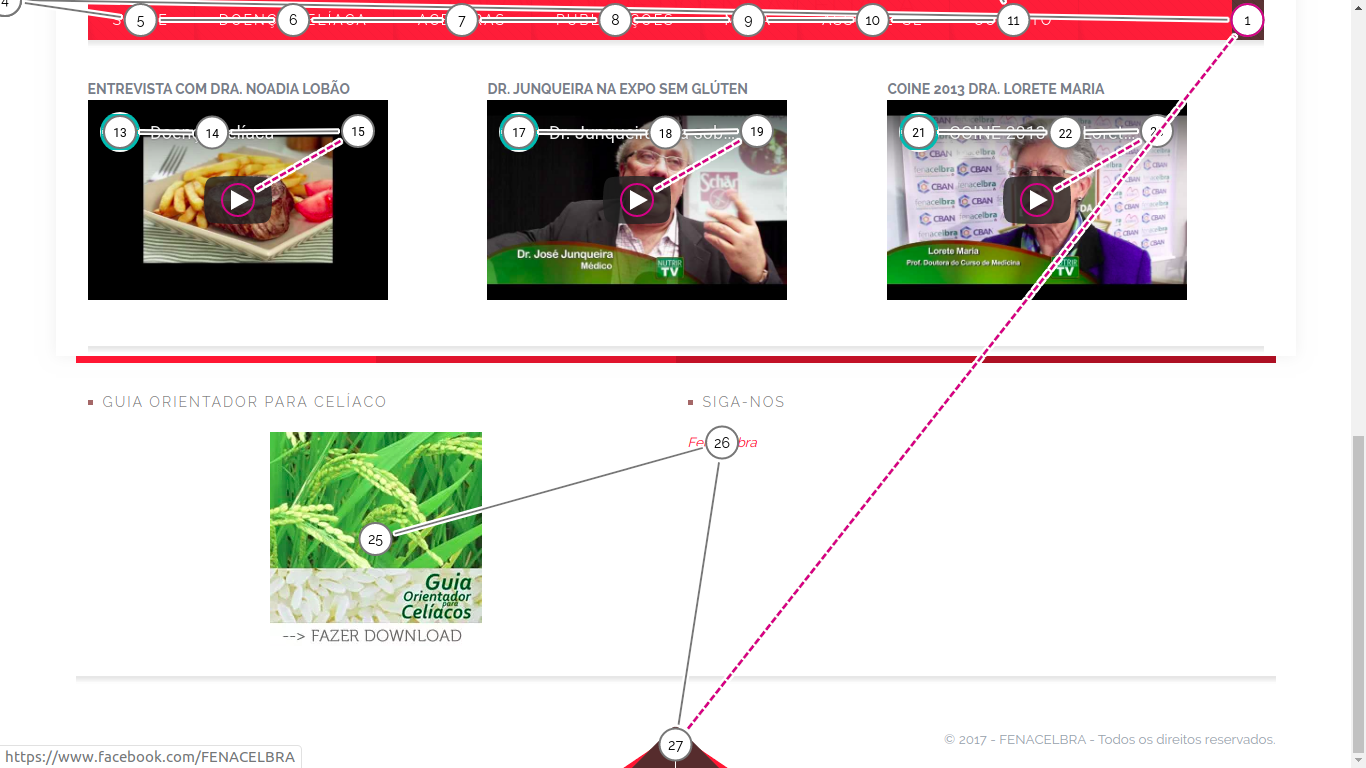 4
5 6 7 8 9 10 11 1
ENTREVISTA COM DRA. NOADIA LOBÃO
DR. JUNQUEIRA NA EXPO SEM GLÚTEN
COINE 2013 DRA. LORETE MARIA
13 14 15
17 18 19
21 22
Schär
CBAN
fenacelbra
Dr. José Junqueira
Médico
NUTRIR
TV
Lorete Maria
Prof. Doutora do Curso de Medicina
NUTRIR
TV
GUIA ORIENTADOR PARA CELÍACO
SIGA-NOS
26
25
Guia
Orientador
para
Celíacos
--> FAZER DOWNLOAD
27
© 2017 - FENACELBRA - Todos os direitos reservados.
https://www.facebook.com/FENACELBRA